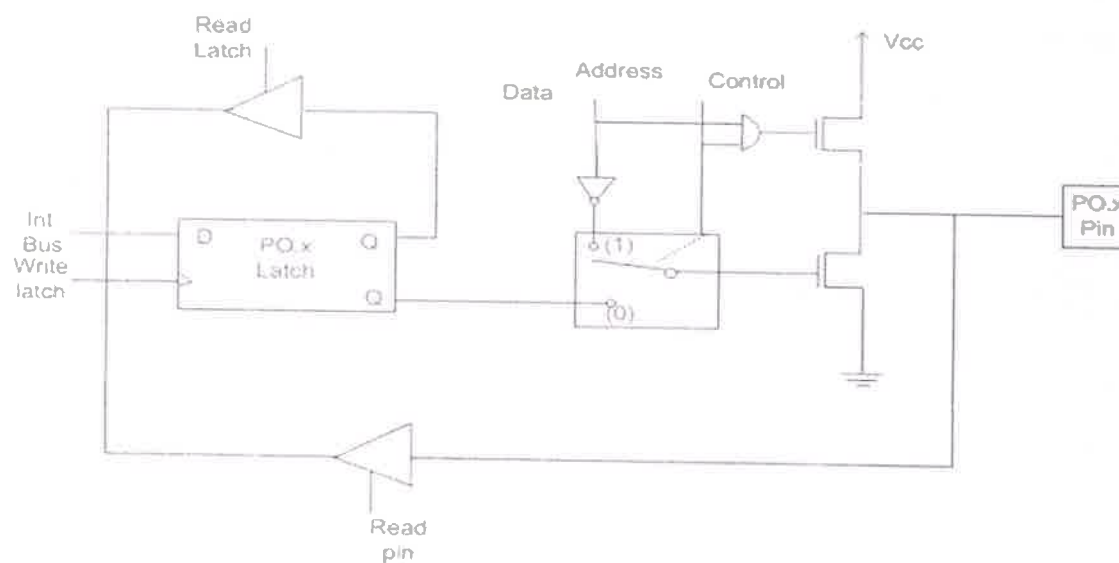 Read
Latch
Vcc
Address
Control
Data
Int
Bus
Write
latch
D
PO.x
Latch
Q
Q
(1)
(0)
PO.x
Pin
Read
pin